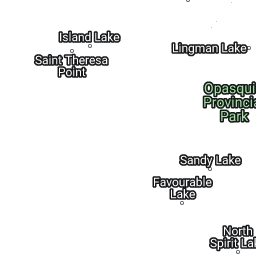 Island Lake
Lingman Lake
Saint Theresa
Point
Opasqui
Provincia
Park
Sandy Lake
Favourable
Lake
North
Spirit La